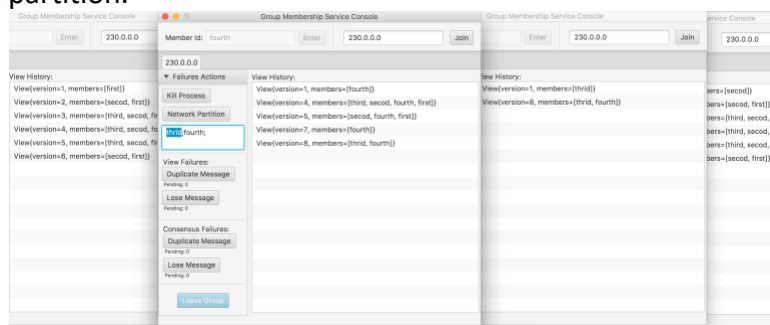 partition.
Group Membership Service Console
Enter
230.0.0.0
View History:
View{version=1, members=[first]}
View{version=2, members=[secod, first]}
View{version=3, members=[third, secod, fir
View{version=4, members=[third, secod, fo
View{version=5, members=[third, secod, fir
View{version=6, members=[secod, first]}
Group Membership Service Console
Member Id:
fourth
Enter
230.0.0.0
Join
230.0.0.0
▼ Failures Actions
Kill Process
Network Partition
thrid;fourth;
View Failures:
Duplicate Message
Pending: 0
Lose Message
Pending: 0
Consensus Failures:
Duplicate Message
Pending: 0
Lose Message
Pending: 0
Leave Group
View History:
View{version=1, members=[fourth]}
View{version=4, members=[third, secod, fourth, first]}
View{version=5, members=[secod, fourth, first]}
View{version=7, members=[fourth]}
View{version=8, members=[thrid, fourth]}
Group Membership Service Console
Enter
230.0.0.0
Join
iew History:
View{version=1, members=[thrid]}
View{version=8, members=[thrid, fourth]}
ervice Console
230.0.0.0
ers=[secod]}
bers=[secod, first]}
bers=[third, secod,
bers=[third, secod,
bers=[third, secod,
bers=[secod, first]}